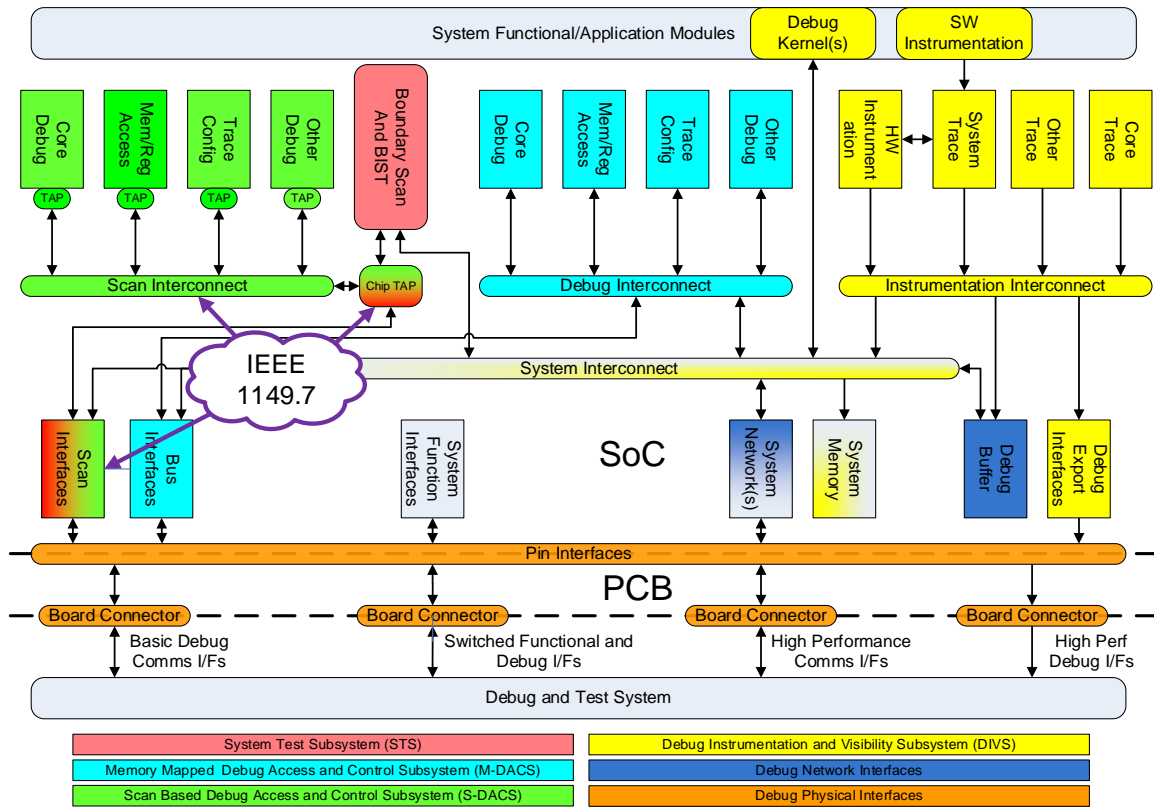 System Functional/Application Modules
Debug
Kernel(s)
SW
Instrumentation
Core
Debug
Mem/Reg
Access
Trace
Config
Other
Debug
Boundary Scan
And BIST
Core
Debug
Mem/Reg
Access
Trace
Config
Other
Debug
HW
Instrument
ation
System
Trace
Other
Trace
Core
Trace
TAP
TAP
TAP
TAP
Scan Interconnect
Chip TAP
Debug Interconnect
Instrumentation Interconnect
IEEE
1149.7
System Interconnect
Scan
Interfaces
Bus
Interfaces
System
Function
Interfaces
SoC
System
Network(s)
System
Memory
Debug
Buffer
Debug
Export
Interfaces
Pin Interfaces
PCB
Board Connector
Board Connector
Board Connector
Board Connector
Basic Debug
Comms I/Fs
Switched Functional and
Debug I/Fs
High Performance
Comms I/Fs
High Perf
Debug I/Fs
Debug and Test System
System Test Subsystem (STS)
Debug Instrumentation and Visibility Subsystem (DIVS)
Memory Mapped Debug Access and Control Subsystem (M-DACS)
Debug Network Interfaces
Scan Based Debug Access and Control Subsystem (S-DACS)
Debug Physical Interfaces